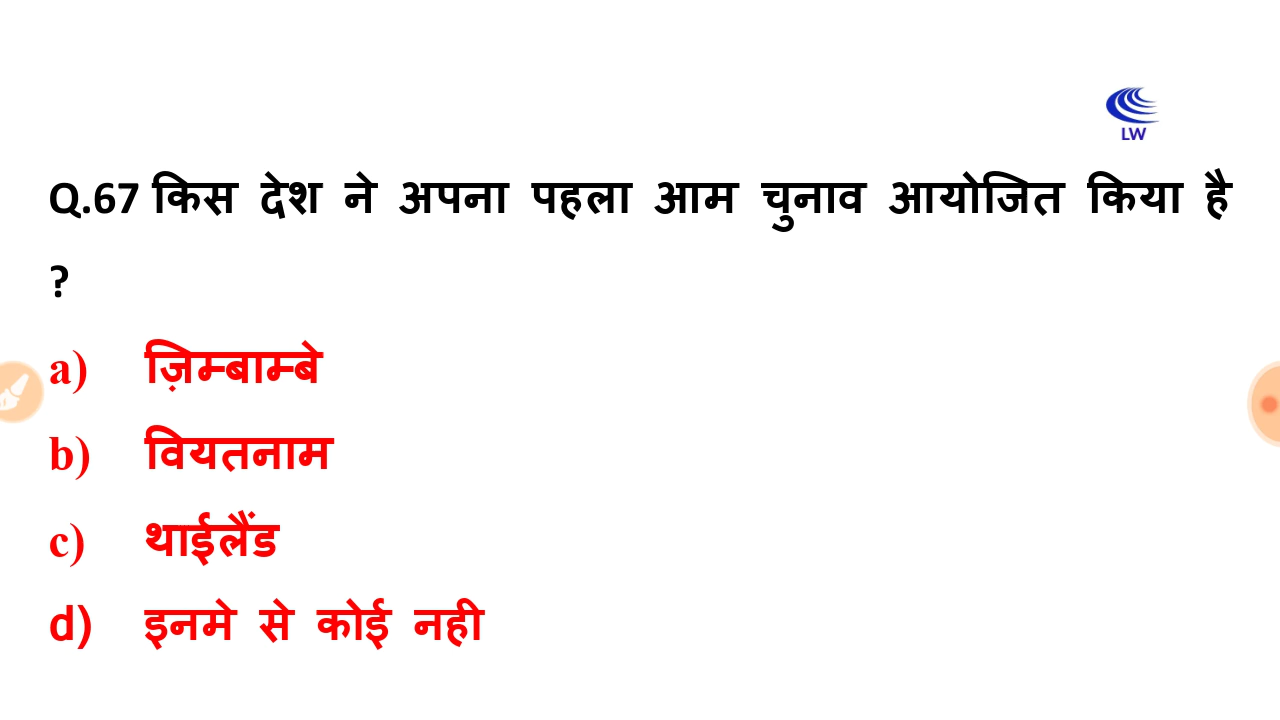 LW
Q.67 किस देश ने अपना पहला आम चुनाव आयोजित किया है
?
a) ज़िम्बाम्बे
b) वियतनाम
c) थाईलैंड
d) इनमे से कोई नही